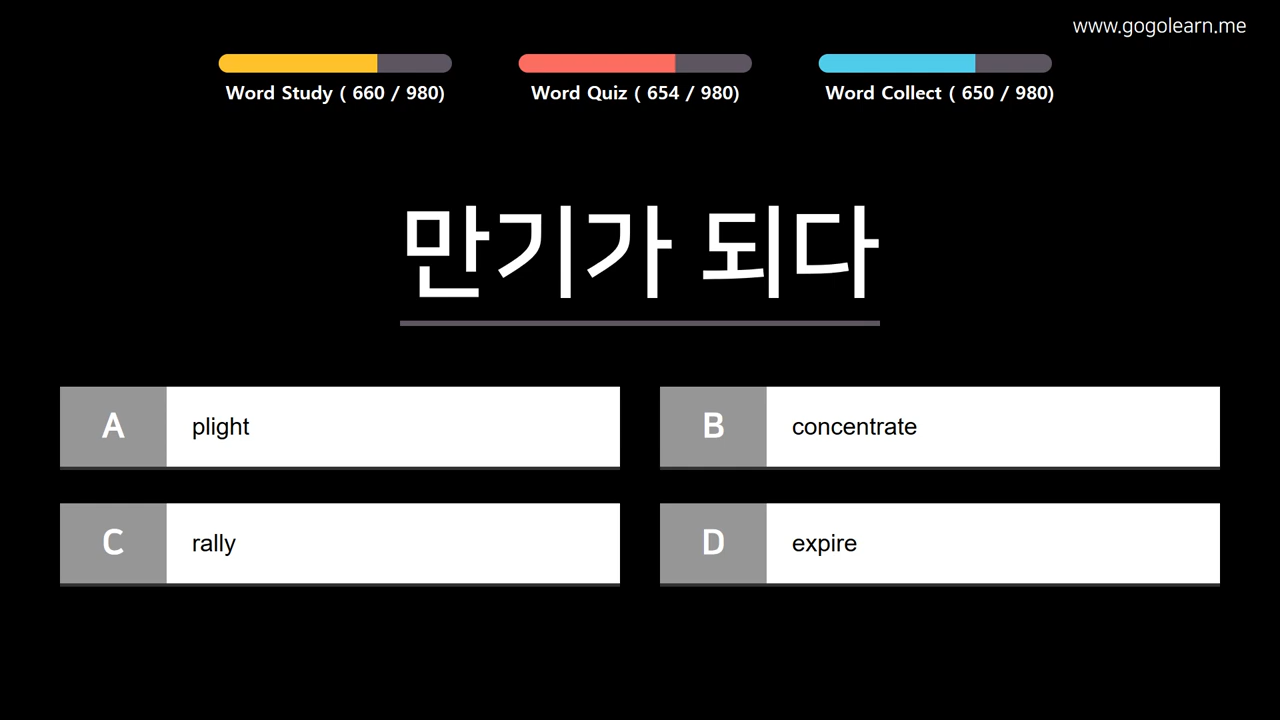 www.gogolearn.me
Word Study ( 660 / 980)
Word Quiz ( 654 / 980)
Word Collect ( 650 / 980)
만기가 되다
A plight
B concentrate
C rally
D expire